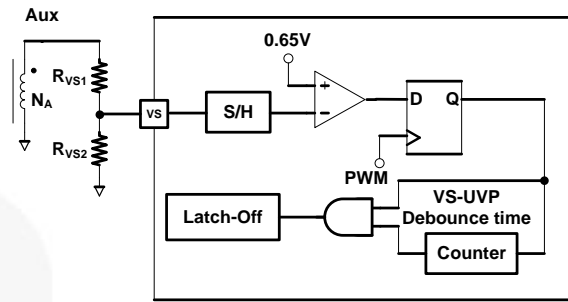 Aux
0.65V
R_VS1
N_A
VS
S/H
+
-
D Q
R_VS2
PWM
VS-UVP
Debounce time
Latch-Off
Counter